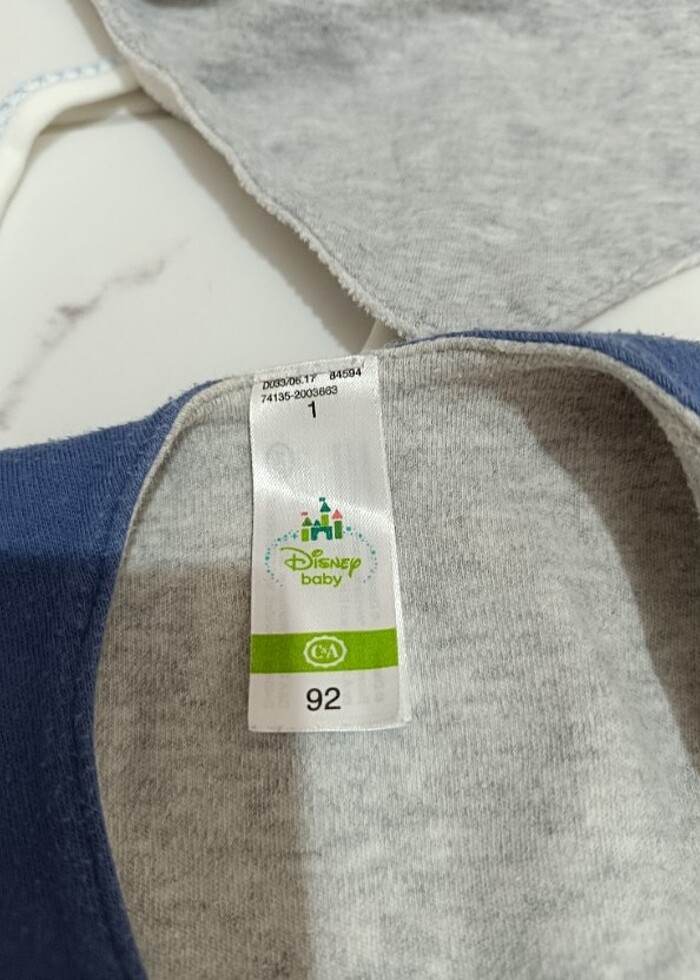 D033/06.17 84594
74135-2003663
1
Disney
baby
C&A
92